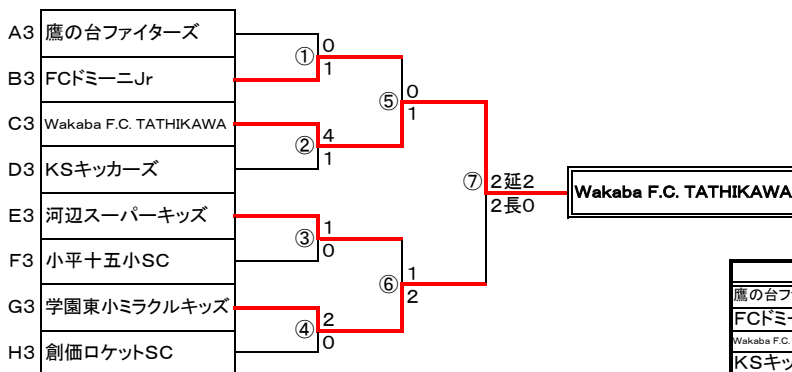 A3 鷹の台ファイターズ
0
①
1
B3 FCドミーニJr
0
⑤
1
C3 Wakaba F.C. TATHIKAWA
4
②
1
D3 KSキッカーズ
⑦ 2延2
2長0
Wakaba F.C. TATHIKAWA
E3 河辺スーパーキッズ
1
③
0
F3 小平十五小SC
1
⑥
2
G3 学園東小ミラクルキッズ
2
④
0
H3 創価ロケットSC
鷹の台フ
FCドミー
Wakaba F.C.
KSキッ